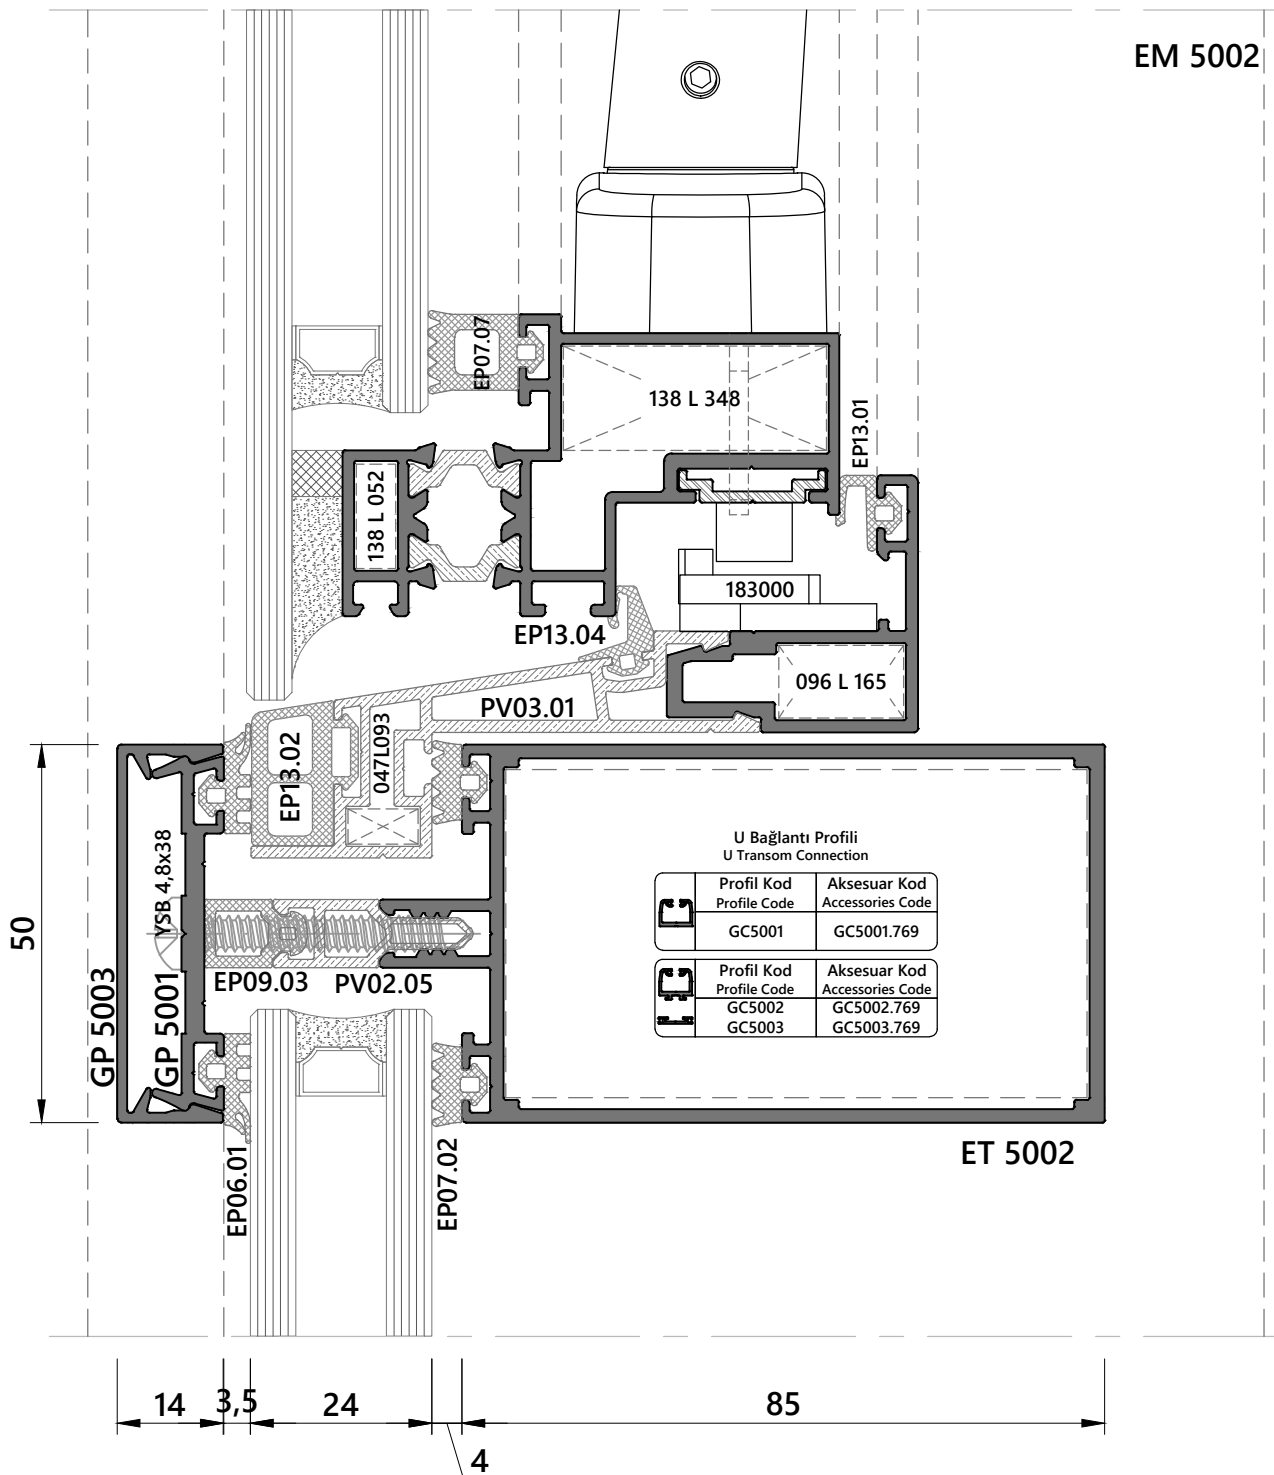 EM 5002
EP07.07
138 L 348
EP13.01
138 L 052
183000
EP13.04
096 L 165
PV03.01
EP13.02
047L093
YSB 4,8x38
U Bağlantı Profili
U Transom Connection
Profil Kod
Profile Code
Aksesuar Kod
Accessories Code
GC5001
GC5001.769
Profil Kod
Profile Code
Aksesuar Kod
Accessories Code
GC5002
GC5002.769
GC5003
GC5003.769
50
GP 5003
GP 5001
EP09.03
PV02.05
EP06.01
EP07.02
ET 5002
14
3,5
24
85
4